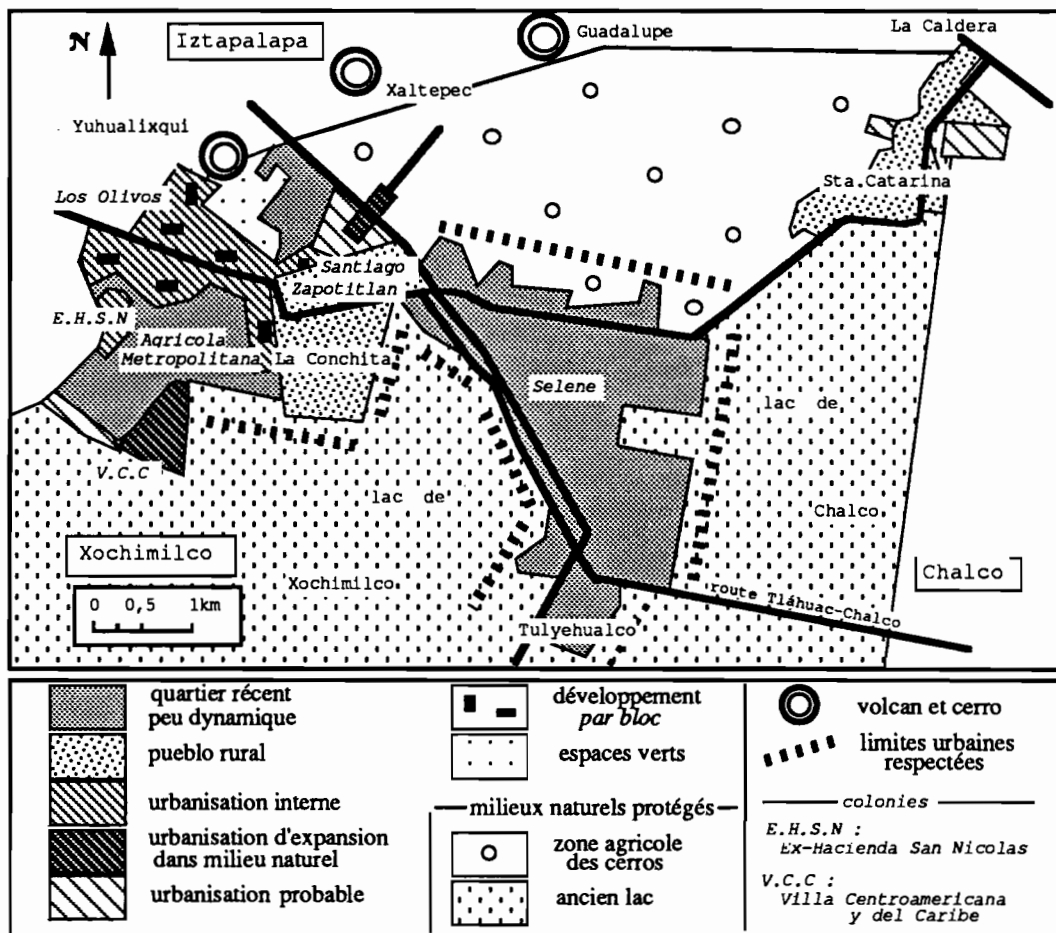 N
Iztapalapa
Guadalupe
La Caldera
Xaltepec
Yuhualixqui
Los Olivos
Sta.Catarina
Santiago
Zapotitlan
E.H.S.N
Agricola
Metropolitana
La Conchita
Selene
lac de
Chalco
V.C.C
lac de
Xochimilco
Xochimilco
Chalco
0 0,5 1km
route Tláhuac-Chalco
Tulyehualco
quartier récent
peu dynamique
pueblo rural
urbanisation interne
urbanisation d'expansion
dans milieu naturel
urbanisation probable
développement
par bloc
espaces verts
milieux naturels protégés
zone agricole
des cerros
ancien lac
volcan et cerro
limites urbaines
respectées
colonies
E.H.S.N :
Ex-Hacienda San Nicolas
V.C.C :
Villa Centroamericana
y del Caribe